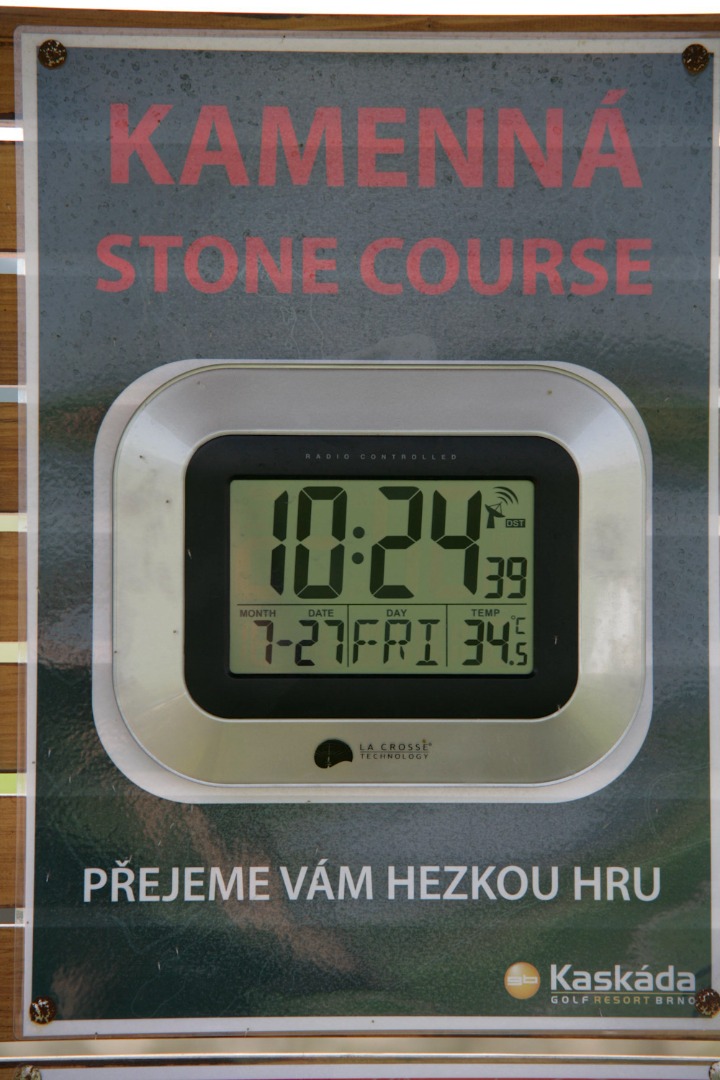 KAMENNÁ
STONE COURSE
RADIO CONTROLLED
10:24 39
DST
MONTH DATE DAY TEMP
7-27 FRI 34.5 °C
LA CROSSE®
TECHNOLOGY
PŘEJEME VÁM HEZKOU HRU
gb Kaskáda
GOLF RESORT BRNO